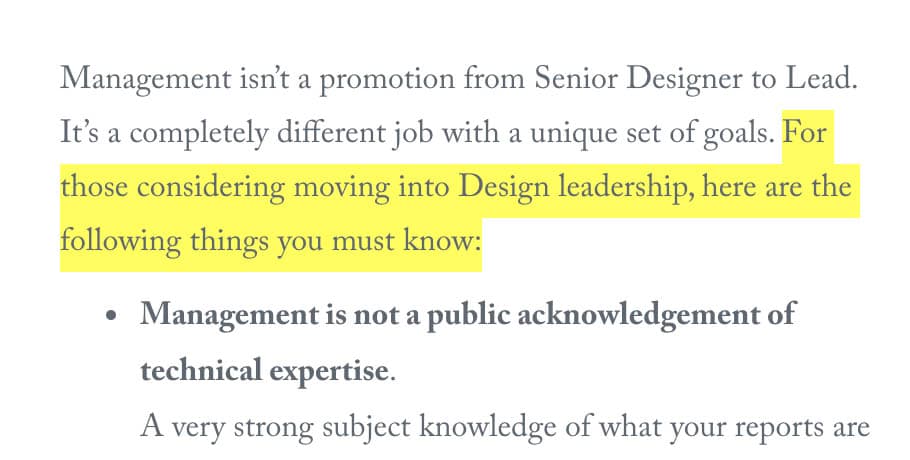 Management isn’t a promotion from Senior Designer to Lead.
It’s a completely different job with a unique set of goals. For
those considering moving into Design leadership, here are the
following things you must know:
• Management is not a public acknowledgement of
technical expertise.
A very strong subject knowledge of what your reports are